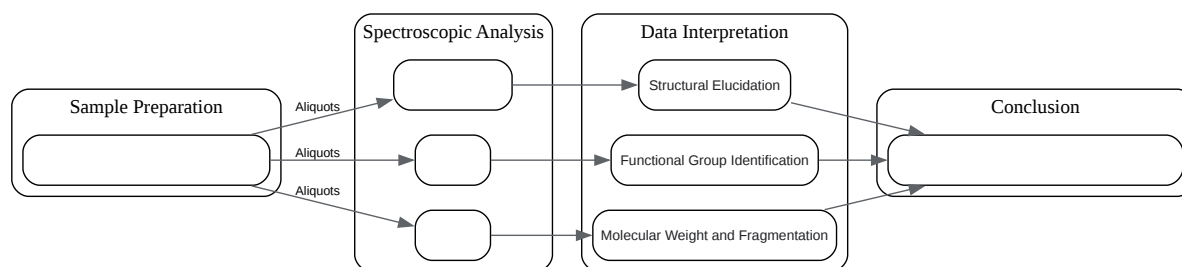 Spectroscopic Analysis
Data Interpretation
Structural Elucidation
Sample Preparation
Aliquots
Conclusion
Aliquots
Functional Group Identification
Aliquots
Molecular Weight and Fragmentation